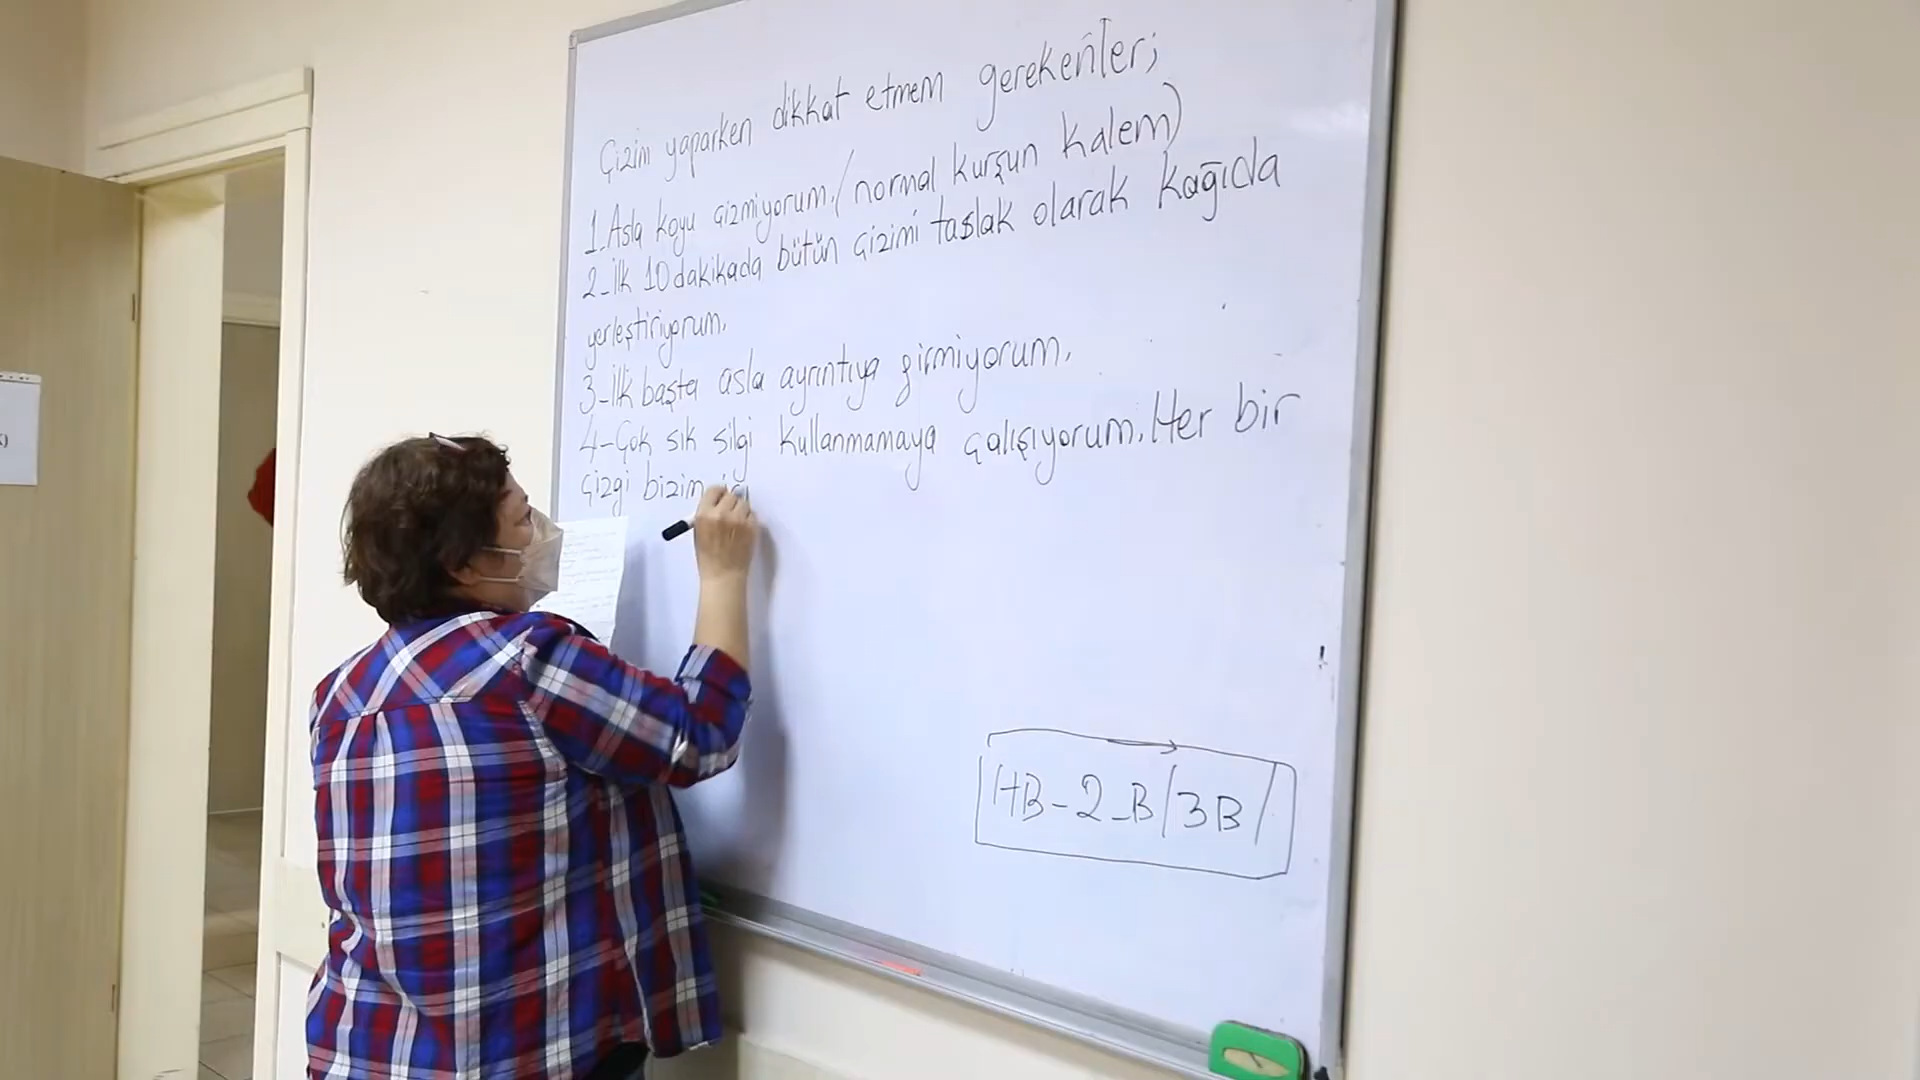 Çizim yaparken dikkat etmem gerekenler;
1-Asla koyu çizmiyorum. (normal kurşun kalem)
2-İlk 10 dakikada bütün çizimi taslak olarak kağıda
yerleştiriyorum.
3-İlk başta asla ayrıntıya girmiyorum.
4-Çok sık silgi kullanmamaya çalışıyorum. Her bir
çizgi bizim
HB-2-B/3B/